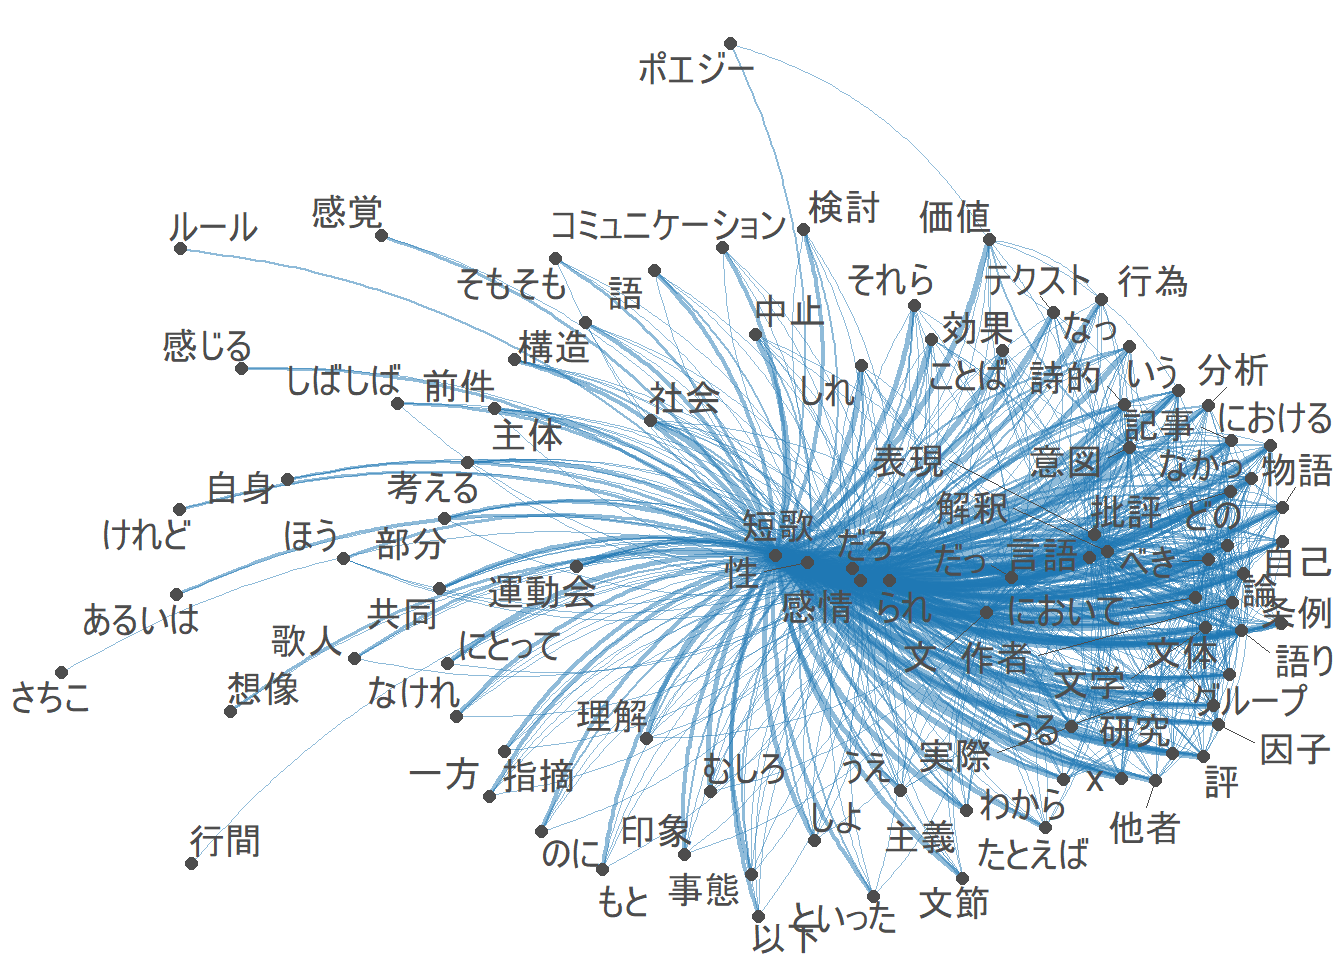 ポエジー
感覚
検討
ルール
コミュニケーション
価値
そもそも
語
それら
テクスト
行為
中止
効果
なっ
感じる
構造
しばしば
前件
ことば
詩的
いう
分析
社会
しれ
主体
記事
における
表現
意図
なかっ
物語
自身
考える
解釈
批評
どの
けれど
ほう
部分
短歌
だろ
性
だっ
言語
べき
自己
運動会
論
あるいは
共同
感情
られ
において
条例
歌人
にとって
文
作者
文体
語り
さちこ
想像
なけれ
文学
グループ
理解
うる
研究
一方
指摘
むしろ
うえ
実際
因子
x
評
行間
印象
しよ
主義
わから
他者
のに
たとえば
もと
事態
といった
文節
以下